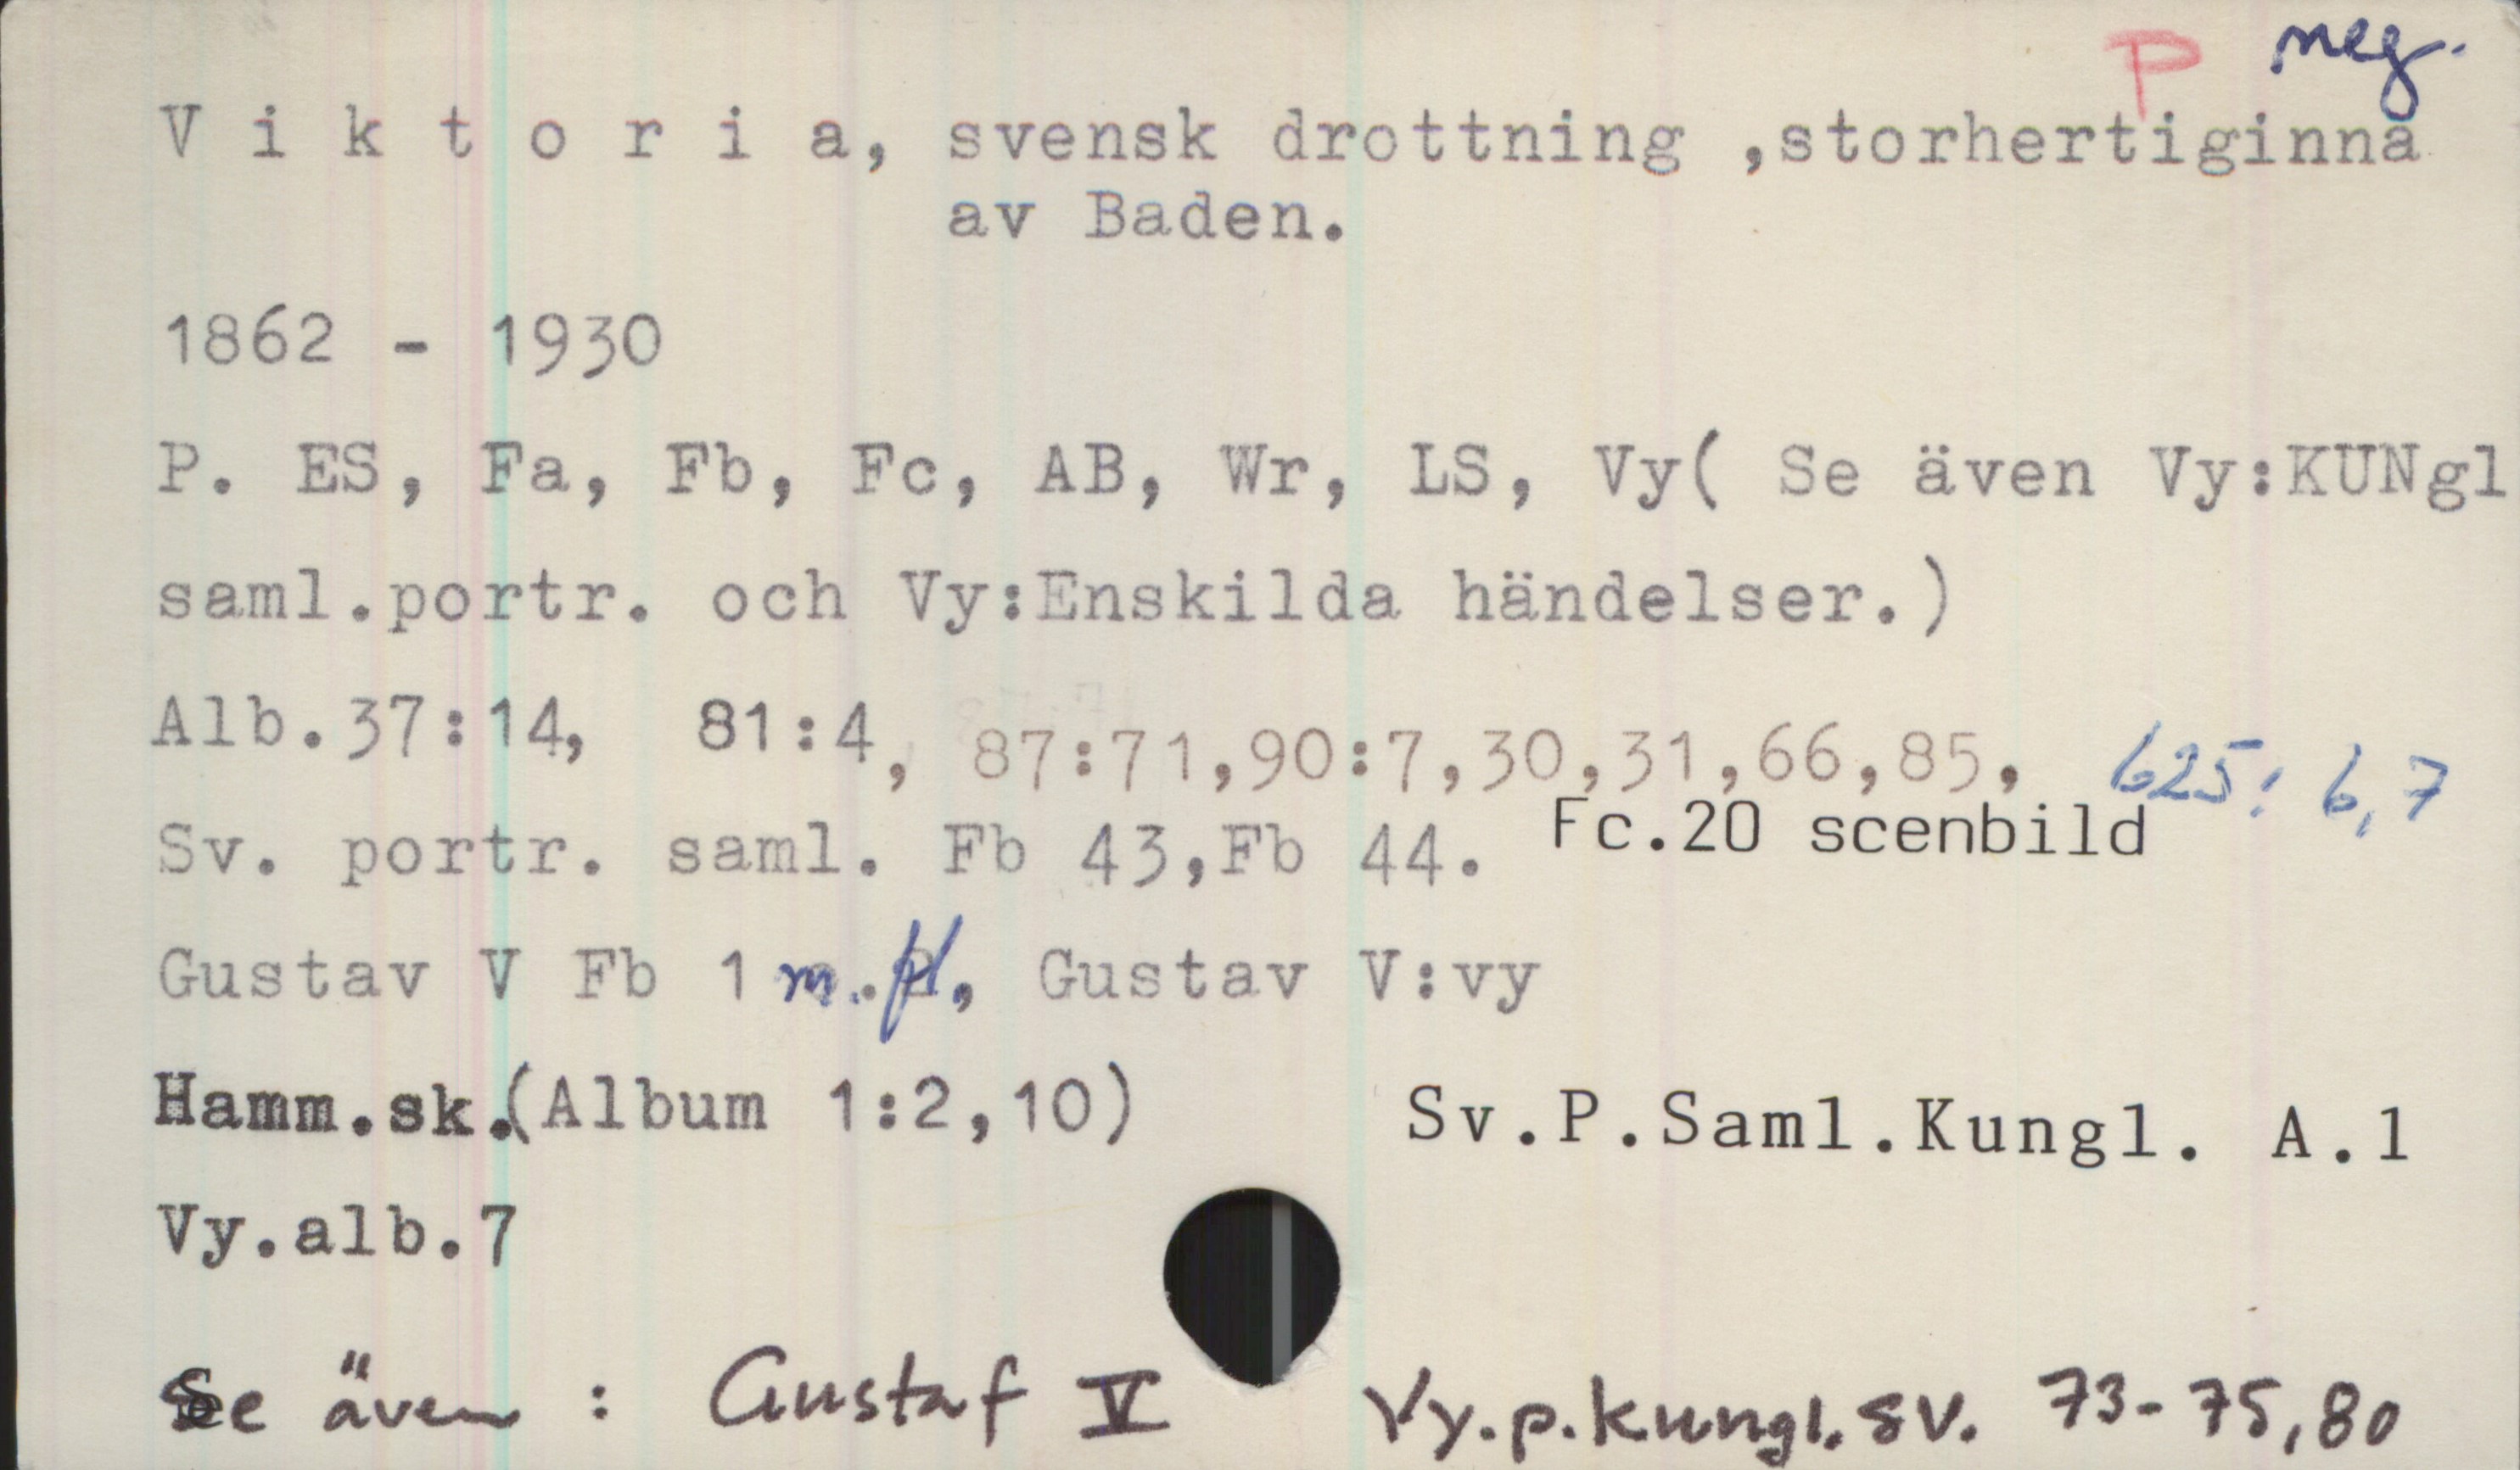 P neg.
V i k t o r i a, svensk drottning ,storhertiginna
av Baden.
1862 - 1930
P. ES, Fa, Fb, Fc, AB, Wr, LS, Vy( Se även Vy:KUNgl
saml.portr. och Vy:Enskilda händelser.)
Alb.37:14, 81:4, 87:71,90:7,30,31,66,85, 625: 6,7
Sv. portr. saml. Fb 43,Fb 44. Fc.20 scenbild
Gustav V Fb 1 m.fl, Gustav V:vy
Hamm.sk.(Album 1:2,10) Sv.P.Saml.Kungl. A.1
Vy.alb.7
Se även : Gustaf V Vy.p.kungl.sv. 73-75,80